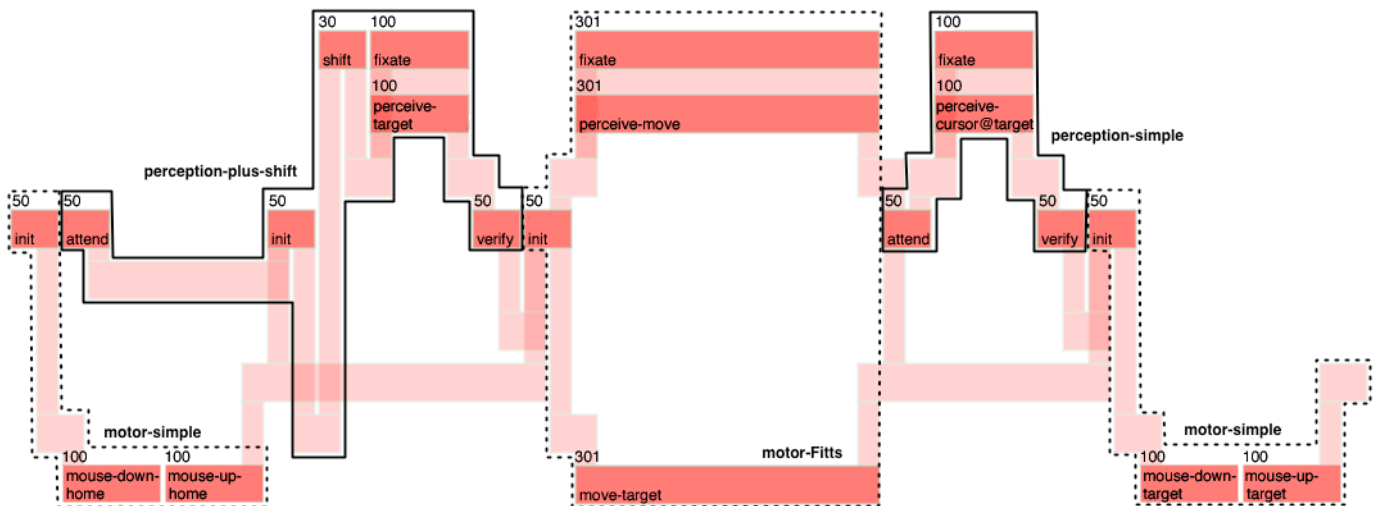 30
100
shift
fixate
100
perceive-
target
perception-plus-shift
50
init
50
attend
50
init
50
verify
50
init
motor-simple
100
mouse-down-
home
100
mouse-up-
home
301
fixate
301
perceive-move
motor-Fitts
301
move-target
100
fixate
100
perceive-
cursor@target
perception-simple
50
attend
50
verify
50
init
motor-simple
100
mouse-down-
target
100
mouse-up-
target